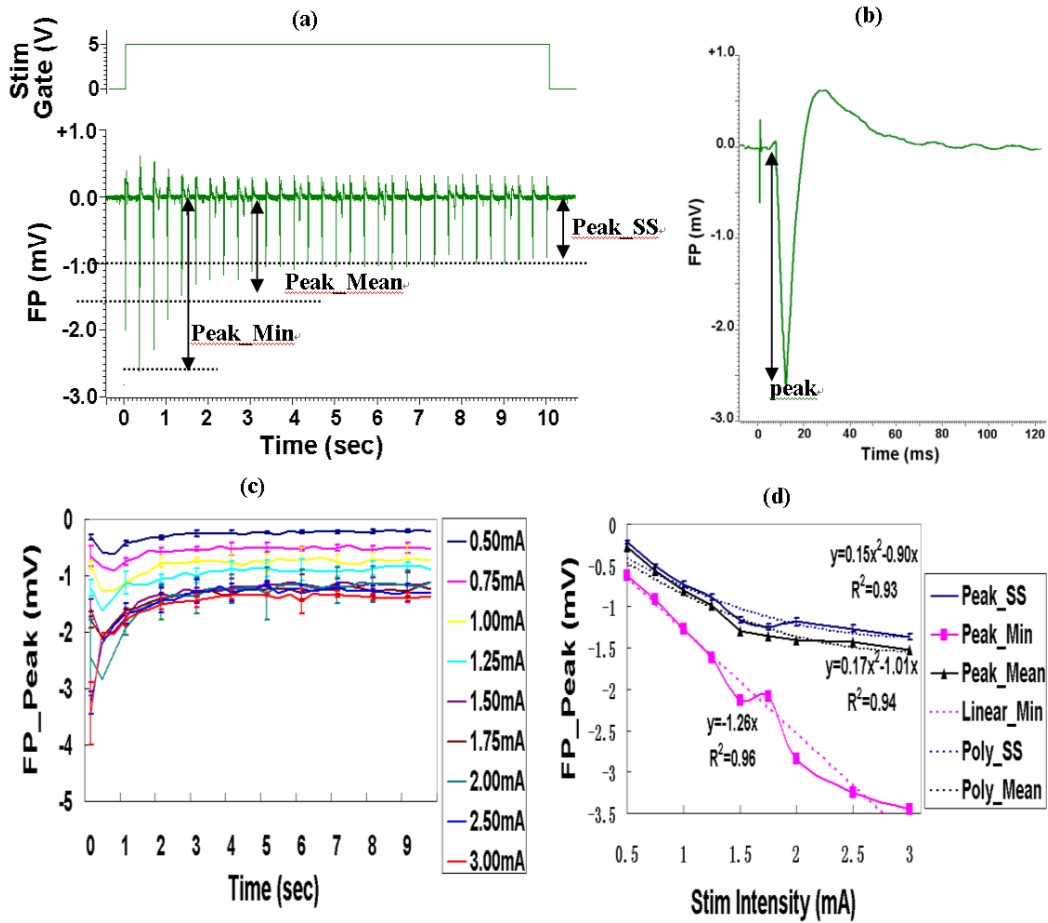 (a)
Stim Gate (V)
5
0
FP (mV)
+1.0
0.0
-1.0
-2.0
-3.0
Peak_SS
Peak_Mean
Peak_Min
0 1 2 3 4 5 6 7 8 9 10
Time (sec)
(b)
FP (mV)
+1.0
0.0
-1.0
-2.0
-3.0
peak
0 20 40 60 80 100 120
Time (ms)
(c)
FP_Peak (mV)
0
-1
-2
-3
-4
-5
0 1 2 3 4 5 6 7 8 9
Time (sec)
0.50mA
0.75mA
1.00mA
1.25mA
1.50mA
1.75mA
2.00mA
2.50mA
3.00mA
(d)
FP_Peak (mV)
0
-0.5
-1
-1.5
-2
-2.5
-3
-3.5
y=0.15x²-0.90x
R²=0.93
y=0.17x²-1.01x
R²=0.94
y=-1.26x
R²=0.96
0.5 1 1.5 2 2.5 3
Stim Intensity (mA)
Peak_SS
Peak_Min
Peak_Mean
Linear_Min
Poly_SS
Poly_Mean